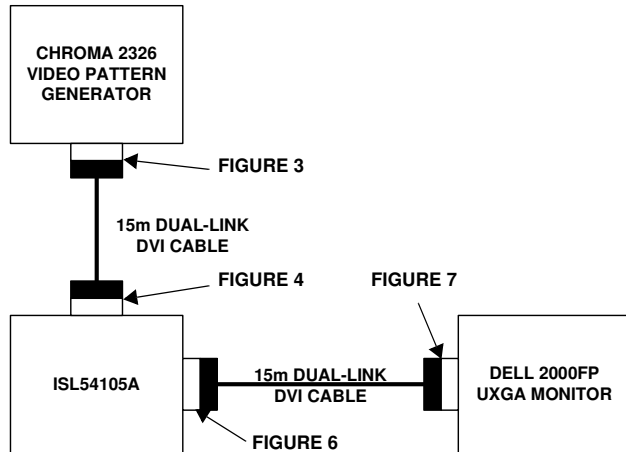 CHROMA 2326
VIDEO PATTERN
GENERATOR
FIGURE 3
15m DUAL-LINK
DVI CABLE
FIGURE 4
FIGURE 7
ISL54105A
15m DUAL-LINK
DVI CABLE
DELL 2000FP
UXGA MONITOR
FIGURE 6